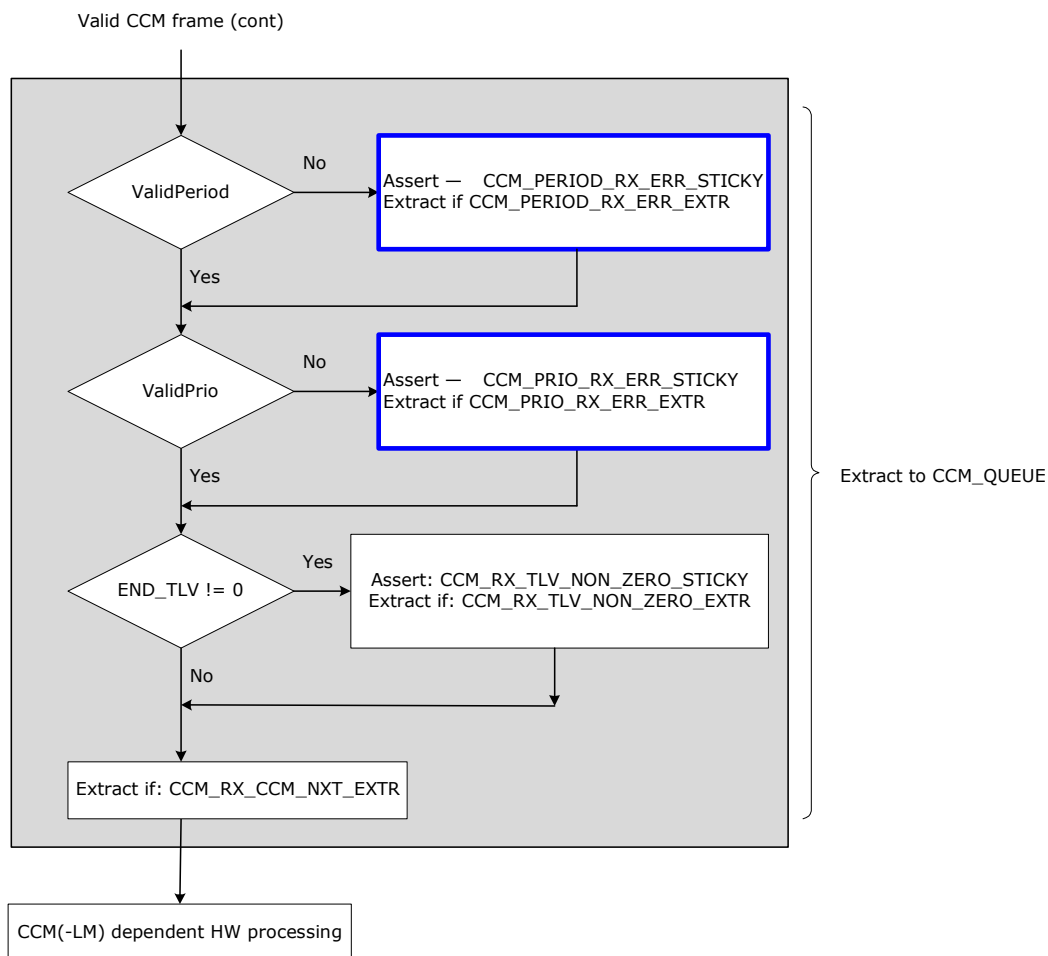 Valid CCM frame (cont)
No
ValidPeriod
Assert — CCM_PERIOD_RX_ERR_STICKY
Extract if CCM_PERIOD_RX_ERR_EXTR
Yes
No
ValidPrio
Assert — CCM_PRIO_RX_ERR_STICKY
Extract if CCM_PRIO_RX_ERR_EXTR
Yes
Extract to CCM_QUEUE
Yes
END_TLV != 0
Assert: CCM_RX_TLV_NON_ZERO_STICKY
Extract if: CCM_RX_TLV_NON_ZERO_EXTR
No
Extract if: CCM_RX_CCM_NXT_EXTR
CCM(-LM) dependent HW processing